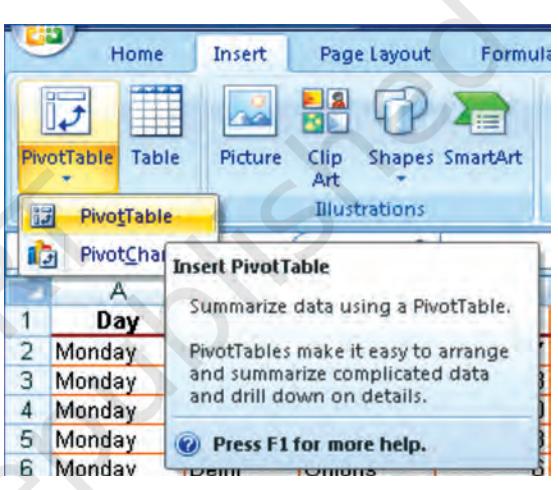 Home Insert Page Layout Formula
PivotTable Table Picture Clip Art Shapes SmartArt
Illustrations
PivotTable
PivotCha
Insert PivotTable
Summarize data using a PivotTable.
PivotTables make it easy to arrange
and summarize complicated data
and drill down on details.
Press F1 for more help.
A
1 Day
2 Monday
3 Monday
4 Monday
5 Monday
6 Monday Delhi Onions